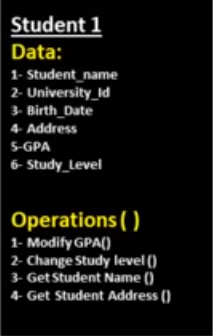 Student 1
Data:
1- Student_name
2- University_Id
3- Birth_Date
4- Address
5-GPA
6- Study_Level
Operations ( )
1- Modify GPA()
2- Change Study level ()
3- Get Student Name ()
4- Get Student Address ()